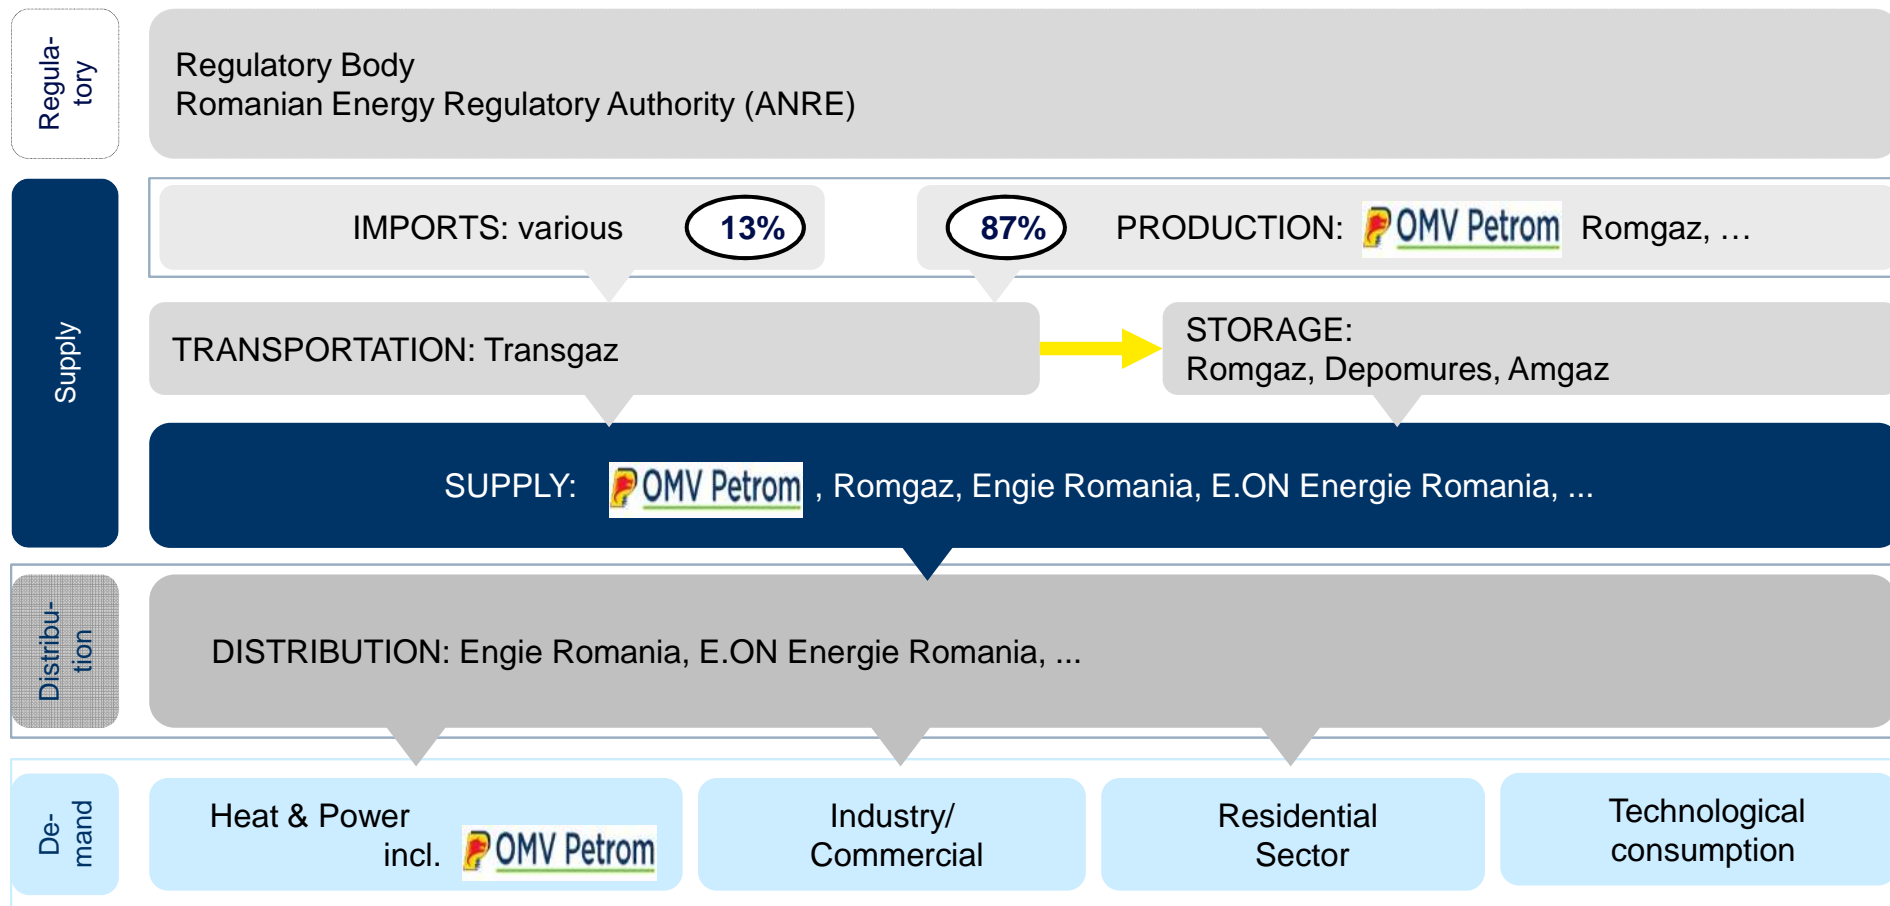 Regula-
tory
Regulatory Body
Romanian Energy Regulatory Authority (ANRE)
Supply
IMPORTS: various 13%
87% PRODUCTION: OMV Petrom Romgaz, …
TRANSPORTATION: Transgaz
STORAGE:
Romgaz, Depomures, Amgaz
SUPPLY: OMV Petrom , Romgaz, Engie Romania, E.ON Energie Romania, ...
Distribu-
tion
DISTRIBUTION: Engie Romania, E.ON Energie Romania, ...
De-
mand
Heat & Power
incl. OMV Petrom
Industry/
Commercial
Residential
Sector
Technological
consumption